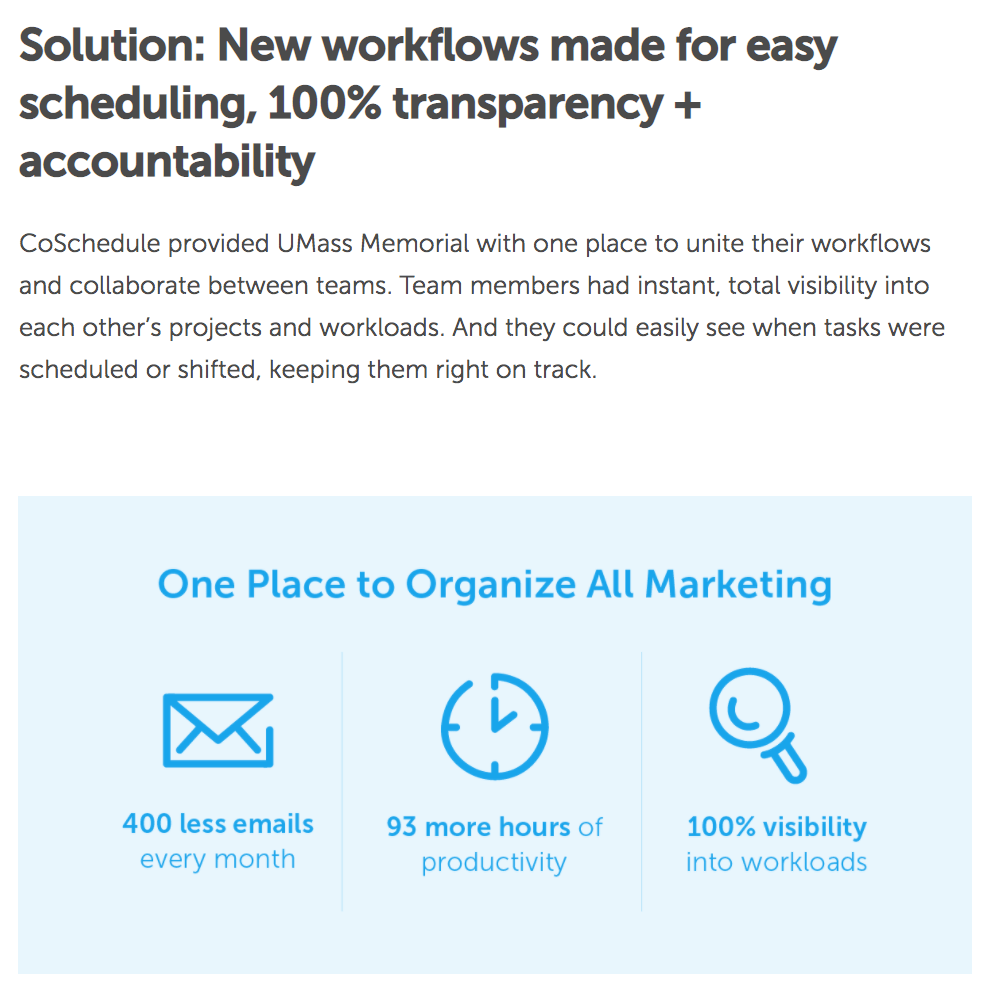 Solution: New workflows made for easy
scheduling, 100% transparency +
accountability
CoSchedule provided UMass Memorial with one place to unite their workflows
and collaborate between teams. Team members had instant, total visibility into
each other’s projects and workloads. And they could easily see when tasks were
scheduled or shifted, keeping them right on track.
One Place to Organize All Marketing
400 less emails
every month
93 more hours of
productivity
100% visibility
into workloads